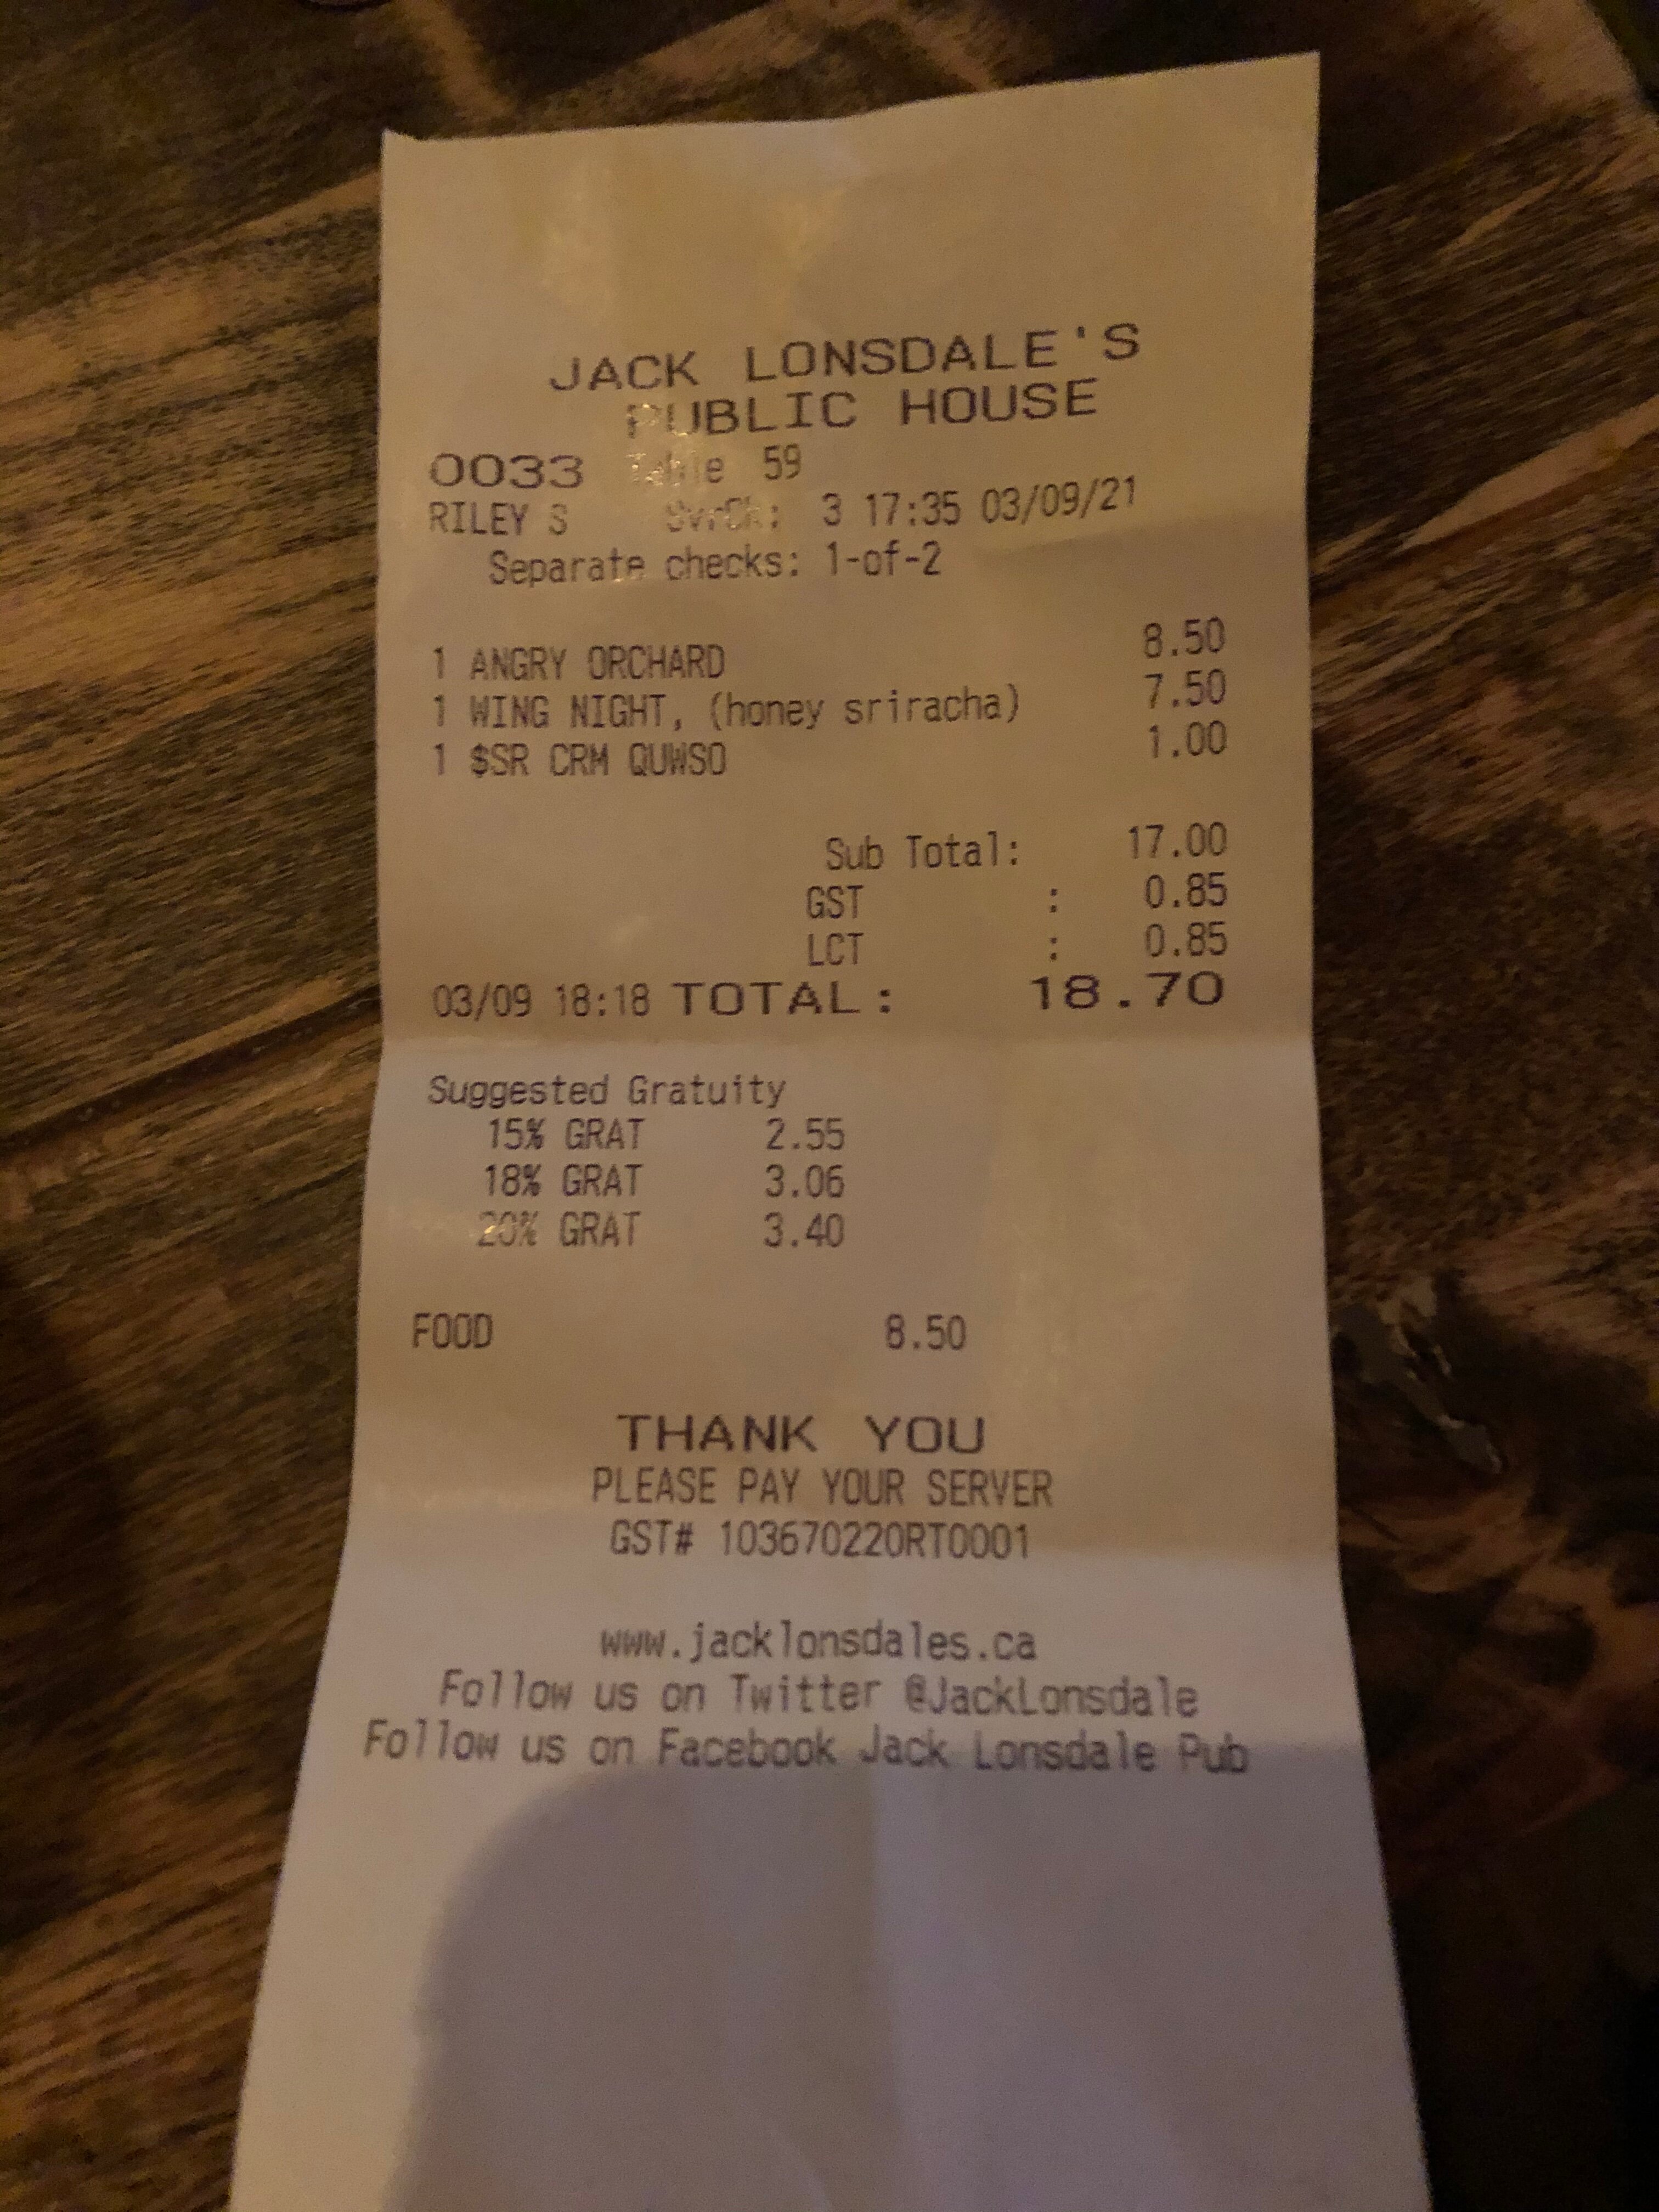 JACK LONSDALE'S
PUBLIC HOUSE
0033 Table 59
RILEY S SvrCk: 3 17:35 03/09/21
Separate checks: 1-of-2
1 ANGRY ORCHARD 8.50
1 WING NIGHT, (honey sriracha) 7.50
1 $SR CRM QUWSO 1.00
Sub Total: 17.00
GST : 0.85
LCT : 0.85
03/09 18:18 TOTAL: 18.70
Suggested Gratuity
15% GRAT 2.55
18% GRAT 3.06
20% GRAT 3.40
FOOD 8.50
THANK YOU
PLEASE PAY YOUR SERVER
GST# 103670220RT0001
www.jacklonsdales.ca
Follow us on Twitter @JackLonsdale
Follow us on Facebook Jack Lonsdale Pub